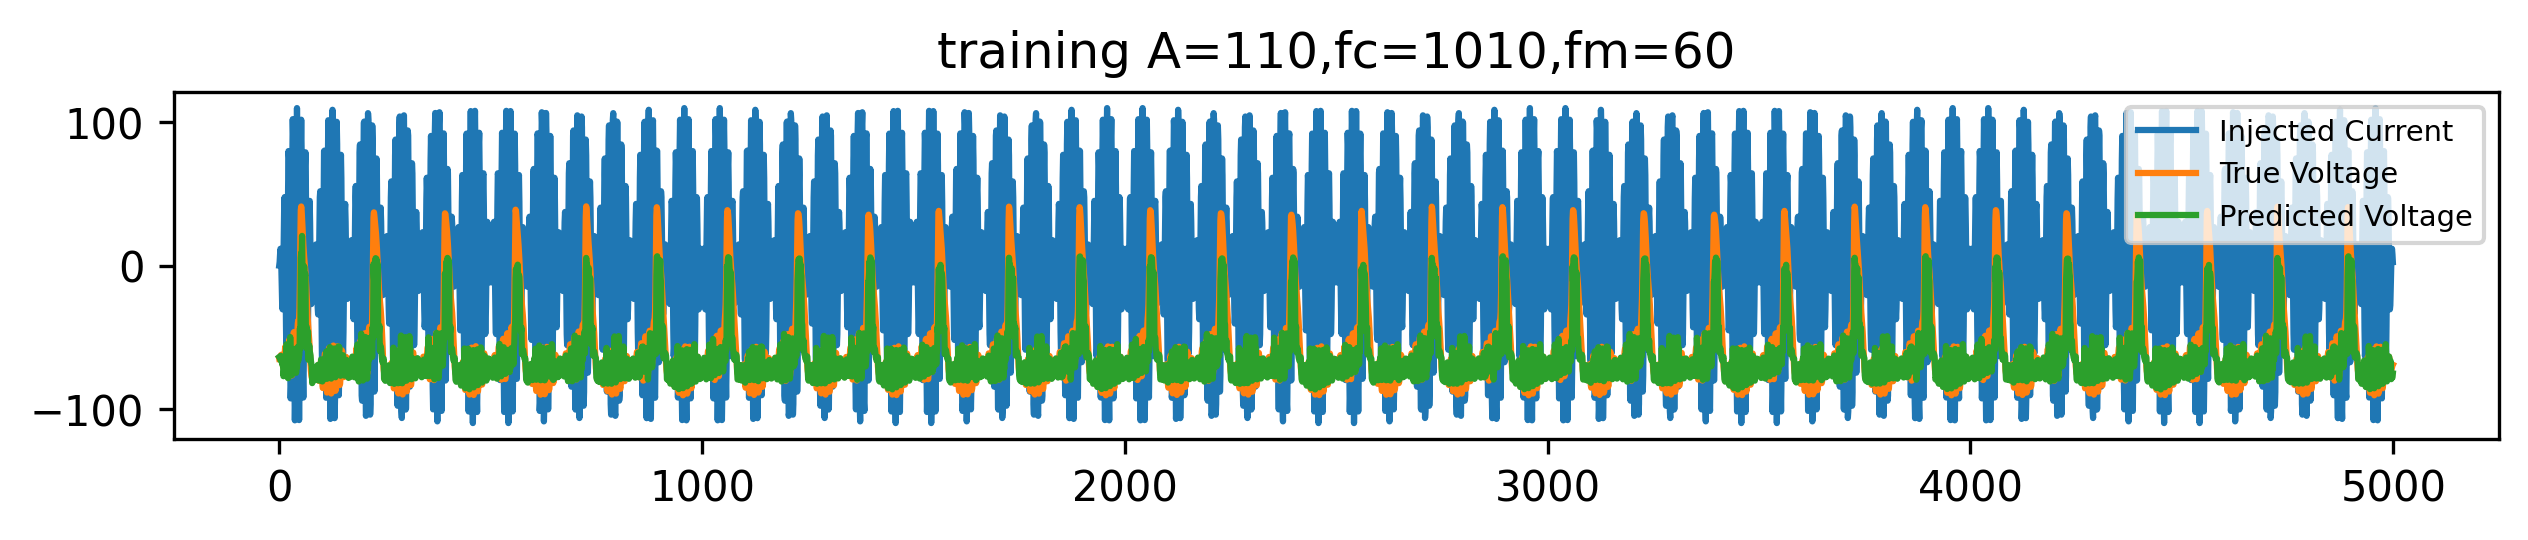 training A=110,fc=1010,fm=60
100
0
−100
Injected Current
True Voltage
Predicted Voltage
0 1000 2000 3000 4000 5000